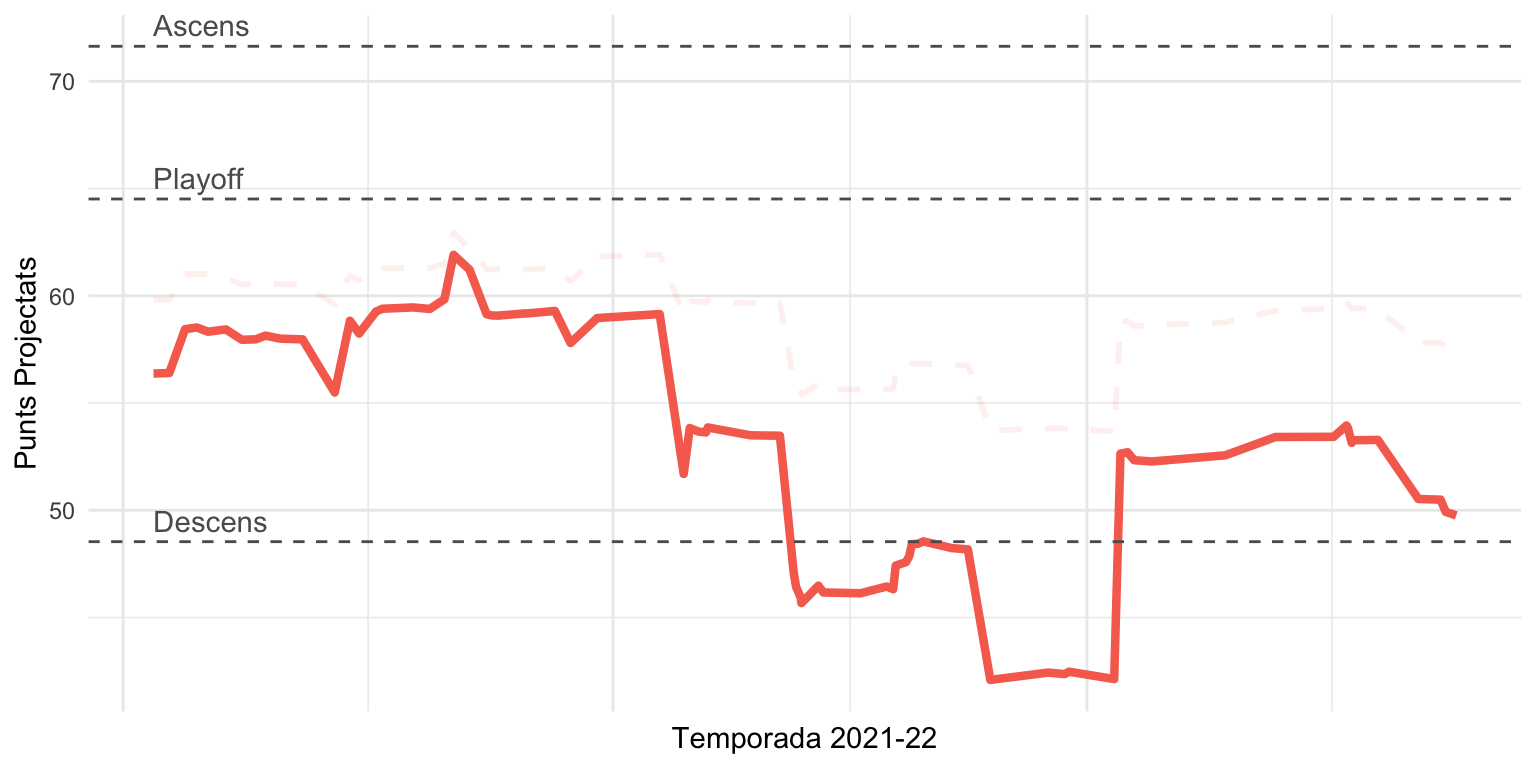 Ascens
70
Playoff
60
Punts Projectats
50
Descens
Temporada 2021-22